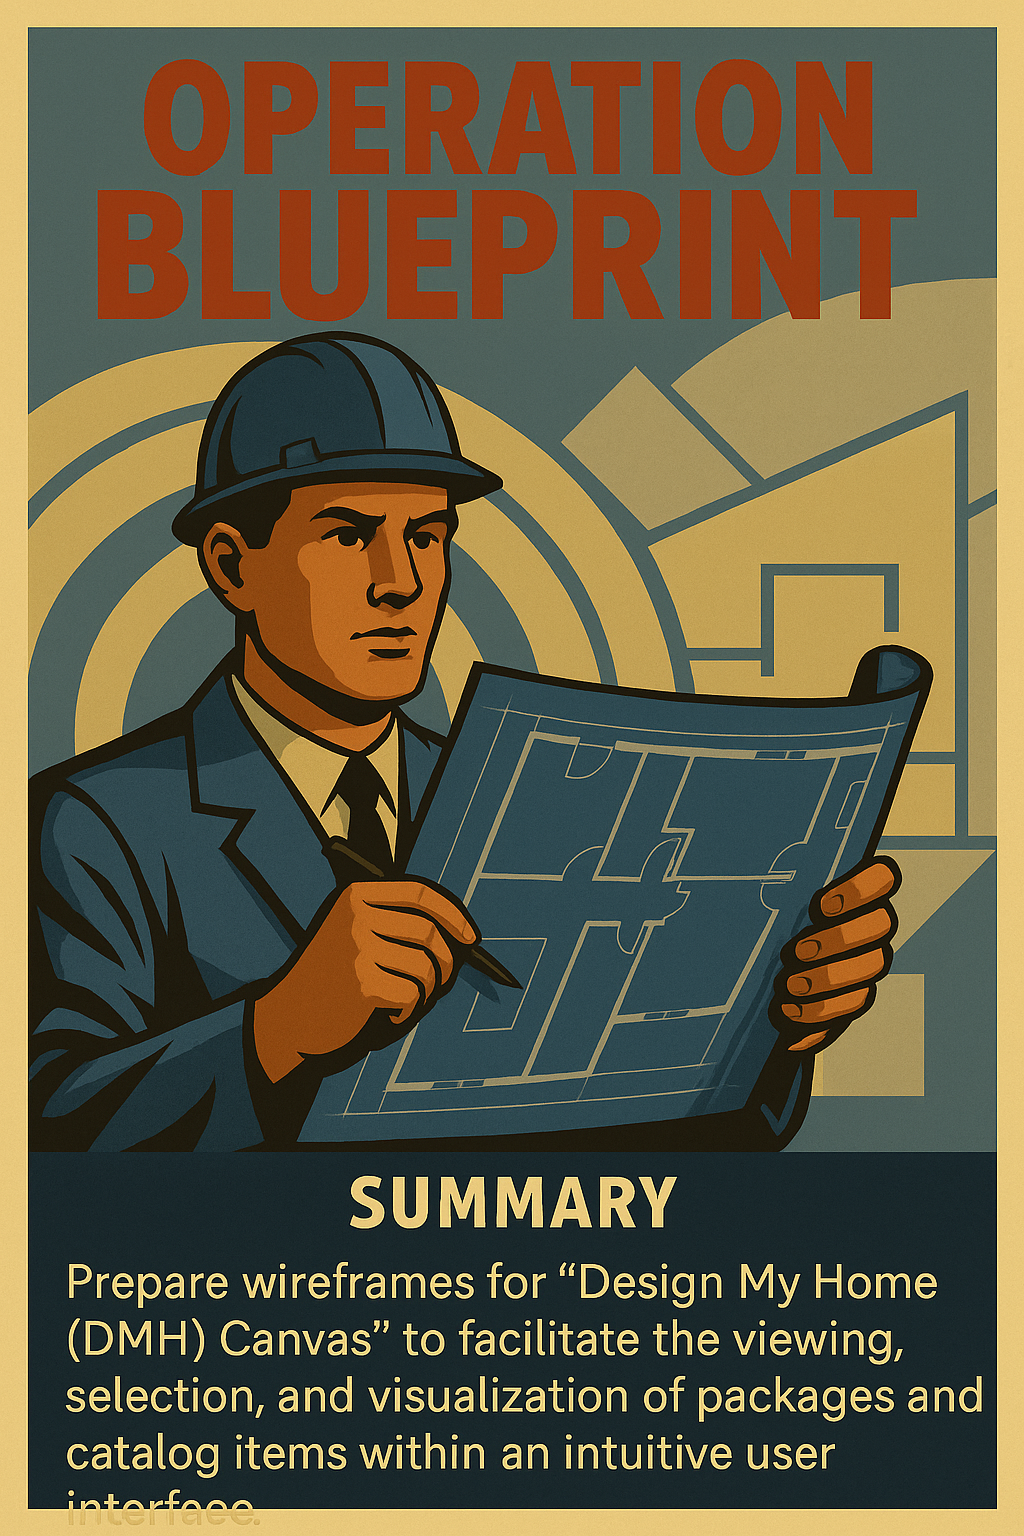 OPERATION
BLUEPRINT
SUMMARY
Prepare wireframes for “Design My Home
(DMH) Canvas” to facilitate the viewing,
selection, and visualization of packages and
catalog items within an intuitive user
interface.